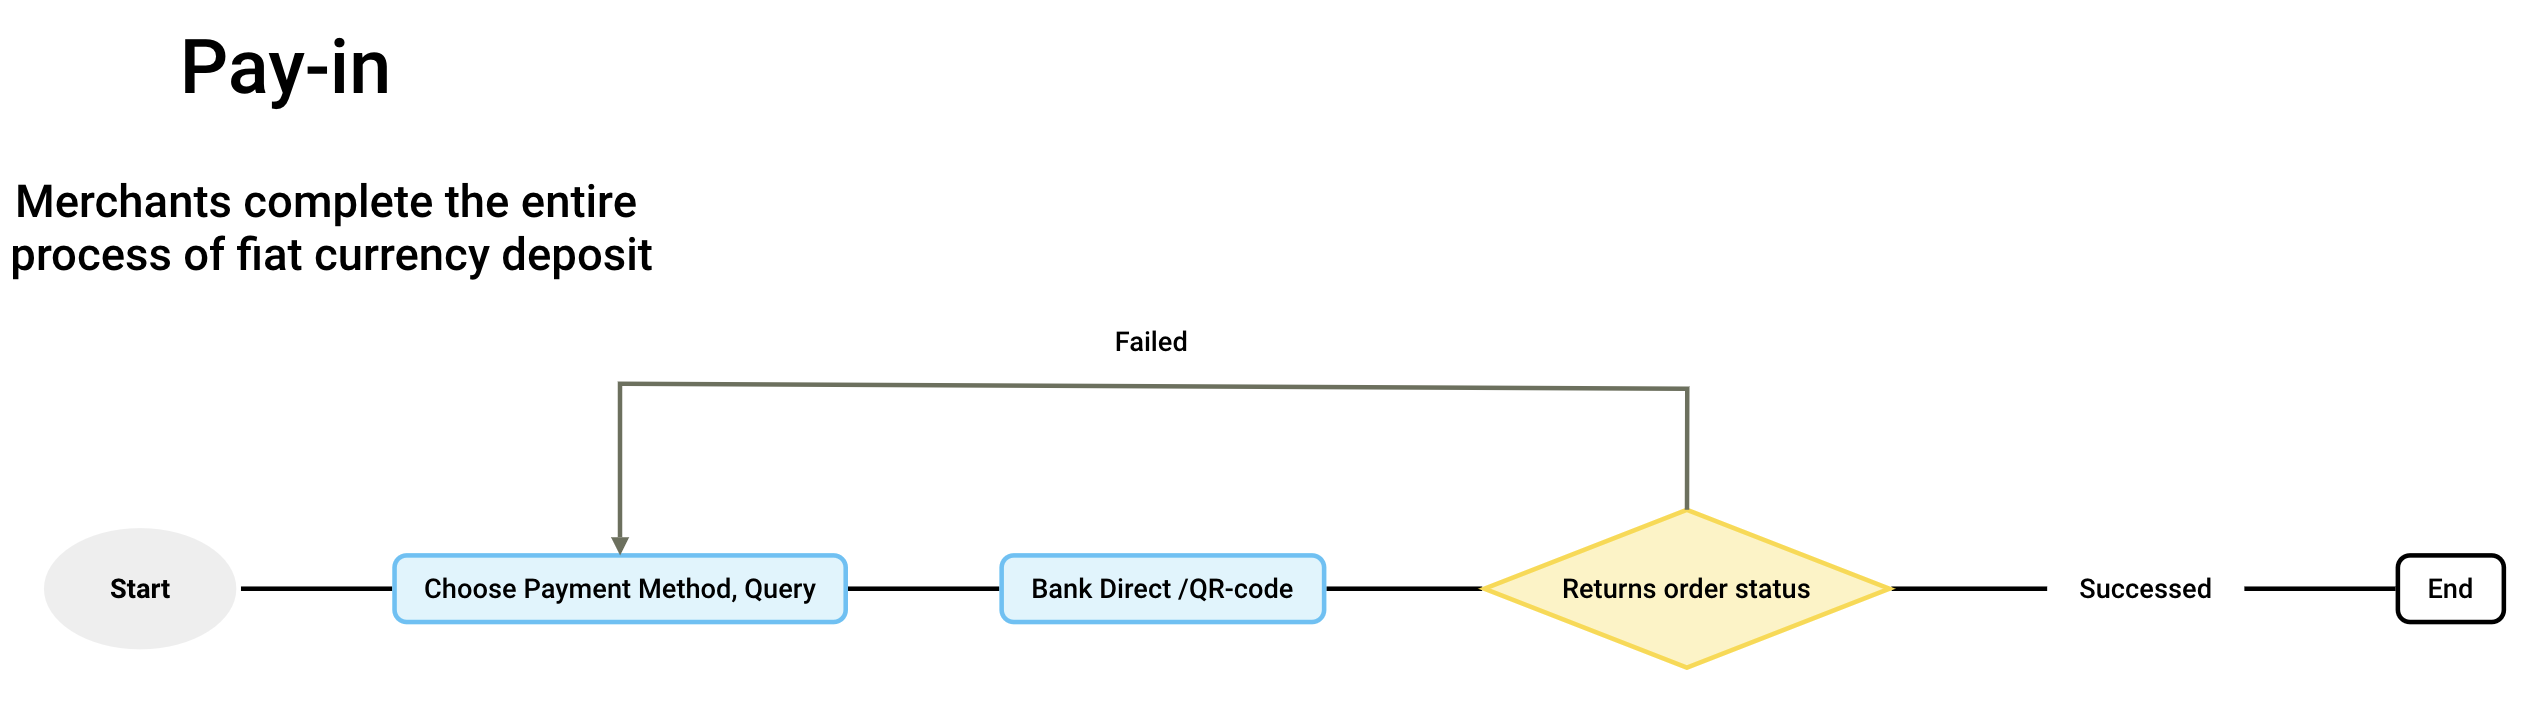 Pay-in
Merchants complete the entire
process of fiat currency deposit
Failed
Start
Choose Payment Method, Query
Bank Direct /QR-code
Returns order status
Successed
End